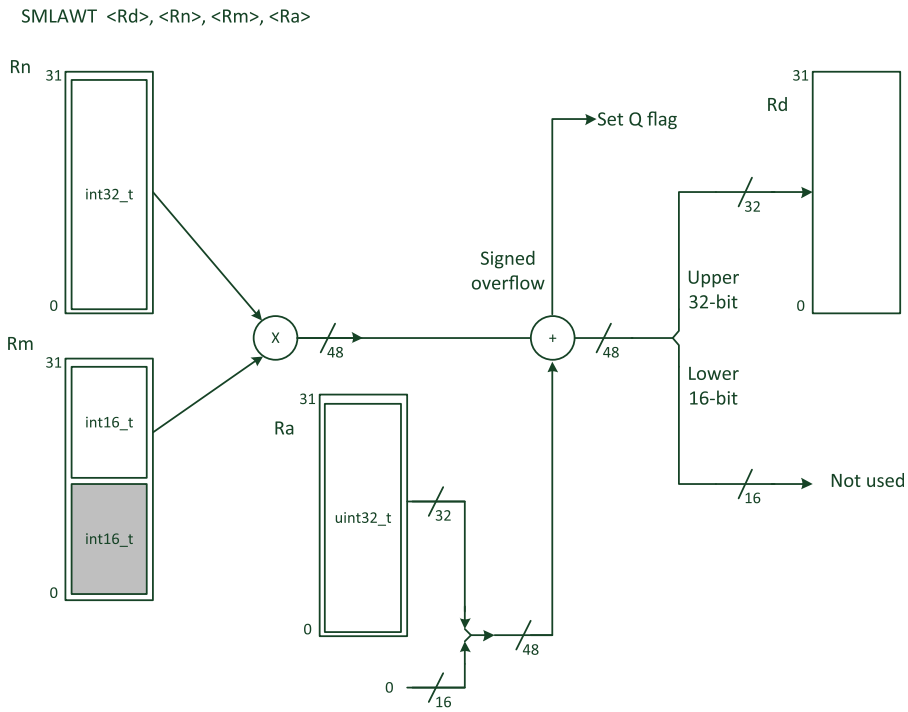 SMLAWT <Rd>, <Rn>, <Rm>, <Ra>
Rn
31
int32_t
0
Rm
31
int16_t
int16_t
0
X
48
Ra
31
uint32_t
0
32
0
16
48
Signed
overflow
Set Q flag
+
48
Upper
32-bit
Lower
16-bit
32
16
Not used
Rd
31
0